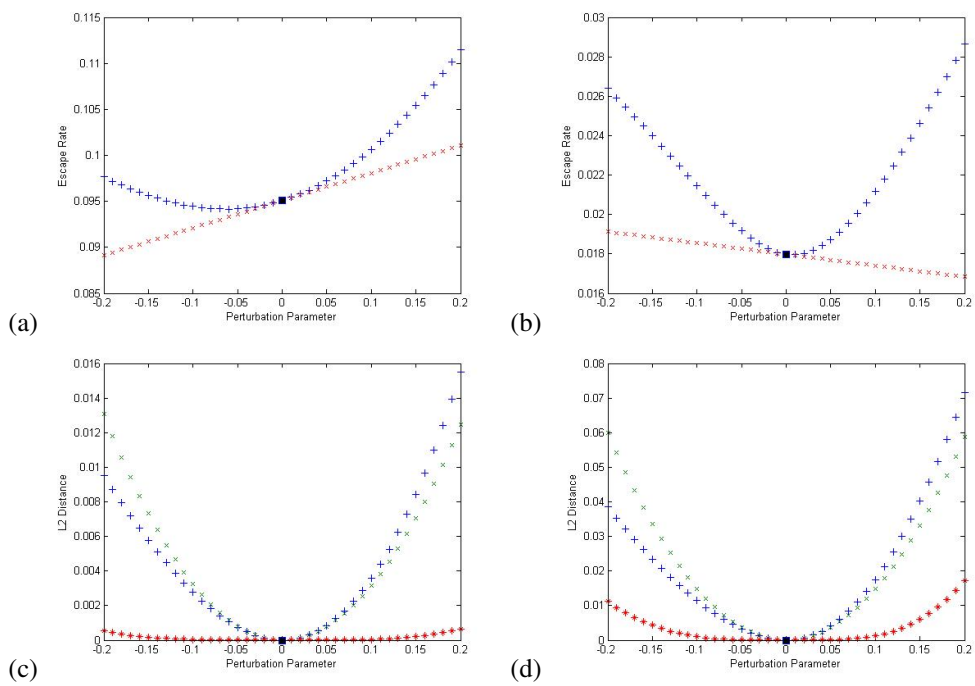 0.115
0.11
0.105
0.1
0.095
0.09
0.085
Escape Rate
-0.2 -0.15 -0.1 -0.05 0 0.05 0.1 0.15 0.2
Perturbation Parameter
(a)
0.03
0.028
0.026
0.024
0.022
0.02
0.018
0.016
Escape Rate
-0.2 -0.15 -0.1 -0.05 0 0.05 0.1 0.15 0.2
Perturbation Parameter
(b)
0.016
0.014
0.012
0.01
0.008
0.006
0.004
0.002
0
L2 Distance
-0.2 -0.15 -0.1 -0.05 0 0.05 0.1 0.15 0.2
Perturbation Parameter
(c)
0.08
0.07
0.06
0.05
0.04
0.03
0.02
0.01
0
L2 Distance
-0.2 -0.15 -0.1 -0.05 0 0.05 0.1 0.15 0.2
Perturbation Parameter
(d)